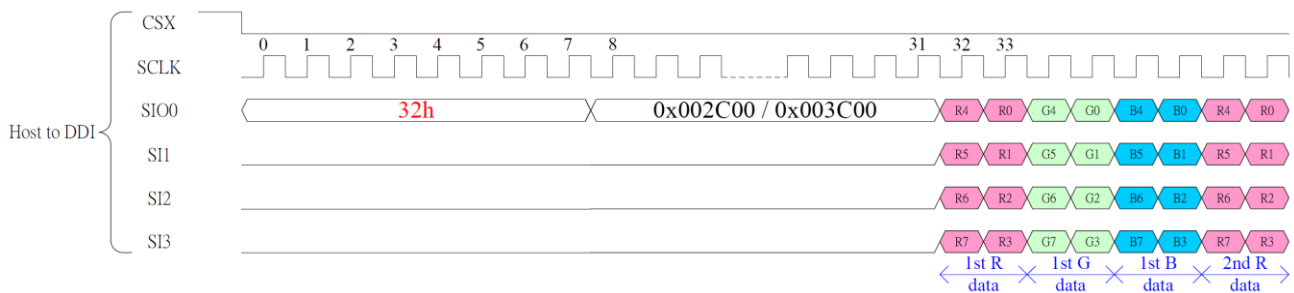 CSX
0 1 2 3 4 5 6 7 8 31 32 33
SCLK
SIO0 32h 0x002C00 / 0x003C00 R4 R0 G4 G0 B4 B0 R4 R0
Host to DDI
SI1 R5 R1 G5 G1 B5 B1 R5 R1
SI2 R6 R2 G6 G2 B6 B2 R6 R2
SI3 R7 R3 G7 G3 B7 B3 R7 R3
1st R 1st G 1st B 2nd R
data data data data